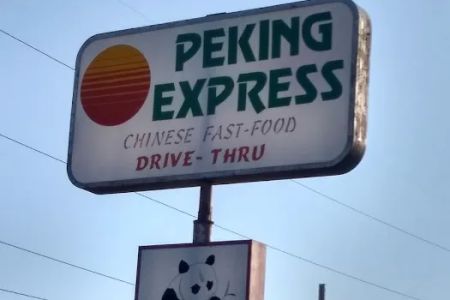 PEKING
EXPRESS
CHINESE FAST-FOOD
DRIVE-THRU